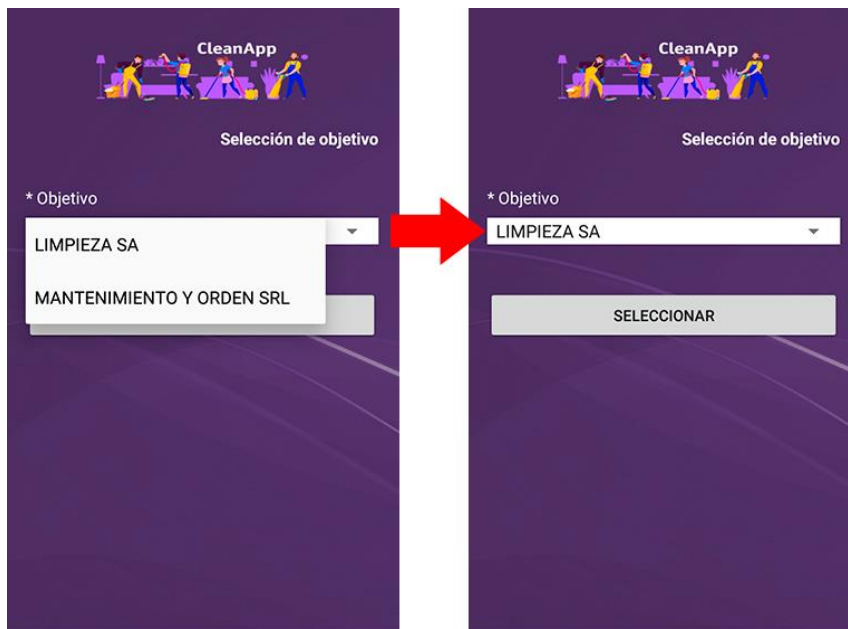 CleanApp
Selección de objetivo
* Objetivo
LIMPIEZA SA
MANTENIMIENTO Y ORDEN SRL
CleanApp
Selección de objetivo
* Objetivo
LIMPIEZA SA
SELECCIONAR